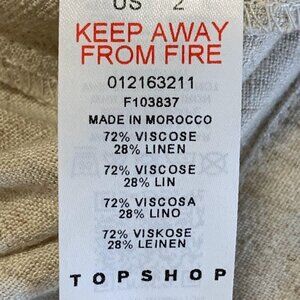 US 2
KEEP AWAY
FROM FIRE
012163211
F103837
MADE IN MOROCCO
72% VISCOSE
28% LINEN
72% VISCOSE
28% LIN
72% VISCOSA
28% LINO
72% VISKOSE
28% LEINEN
TOPSHOP